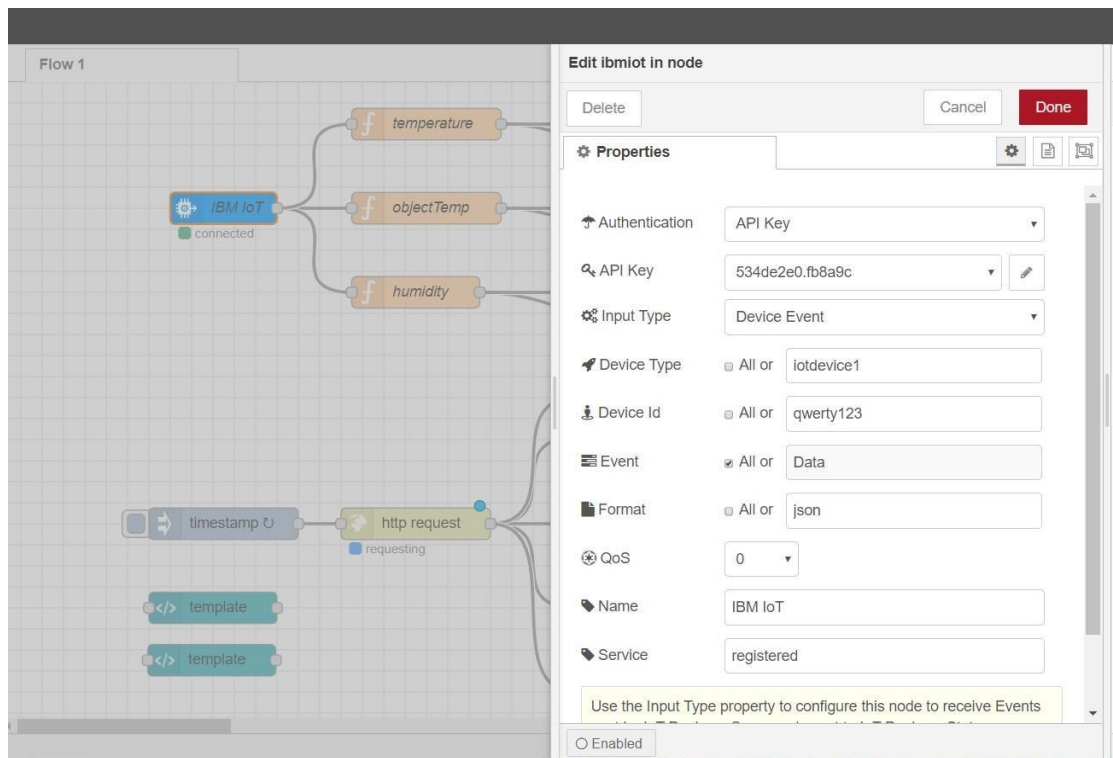 Flow 1
temperature
IBM IoT
objectTemp
connected
humidity
timestamp ↻
http request
requesting
template
template
Edit ibmiot in node
Delete
Cancel
Done
Properties
Authentication
API Key
API Key
534de2e0.fb8a9c
Input Type
Device Event
Device Type
All or
iotdevice1
Device Id
All or
qwerty123
Event
All or
Data
Format
All or
json
QoS
0
Name
IBM IoT
Service
registered
Use the Input Type property to configure this node to receive Events
Enabled